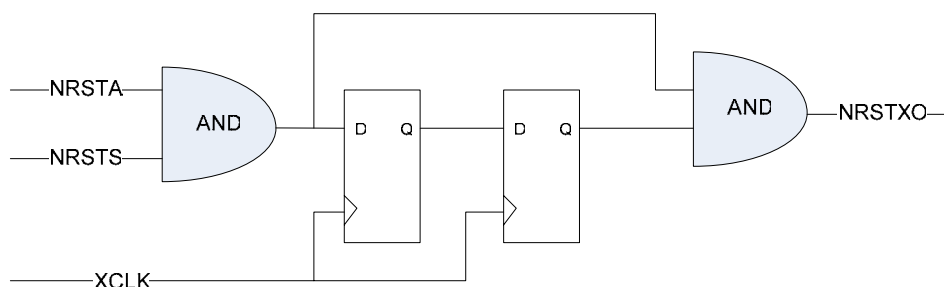 NRSTA
AND
NRSTS
D Q
D Q
AND
NRSTXO
XCLK